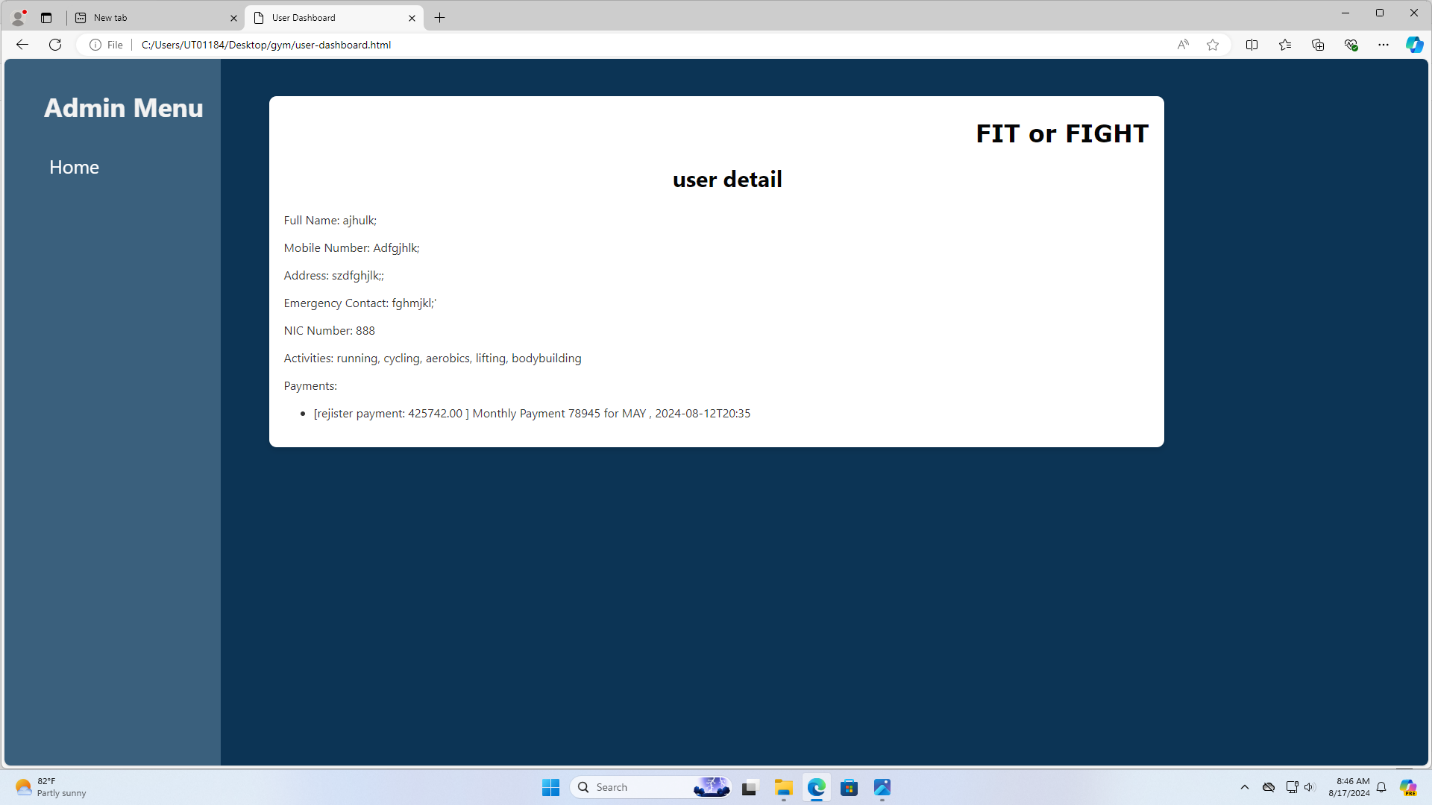 New tab
User Dashboard
File
C:/Users/UT01184/Desktop/gym/user-dashboard.html
Admin Menu
Home
FIT or FIGHT
user detail
Full Name: ajhulk;
Mobile Number: Adfgjhlk;
Address: szdfghjlk;;
Emergency Contact: fghmjkl;`
NIC Number: 888
Activities: running, cycling, aerobics, lifting, bodybuilding
Payments:
• [rejister payment: 425742.00 ] Monthly Payment 78945 for MAY , 2024-08-12T20:35
82°F
Partly sunny
Search
8:46 AM
8/17/2024